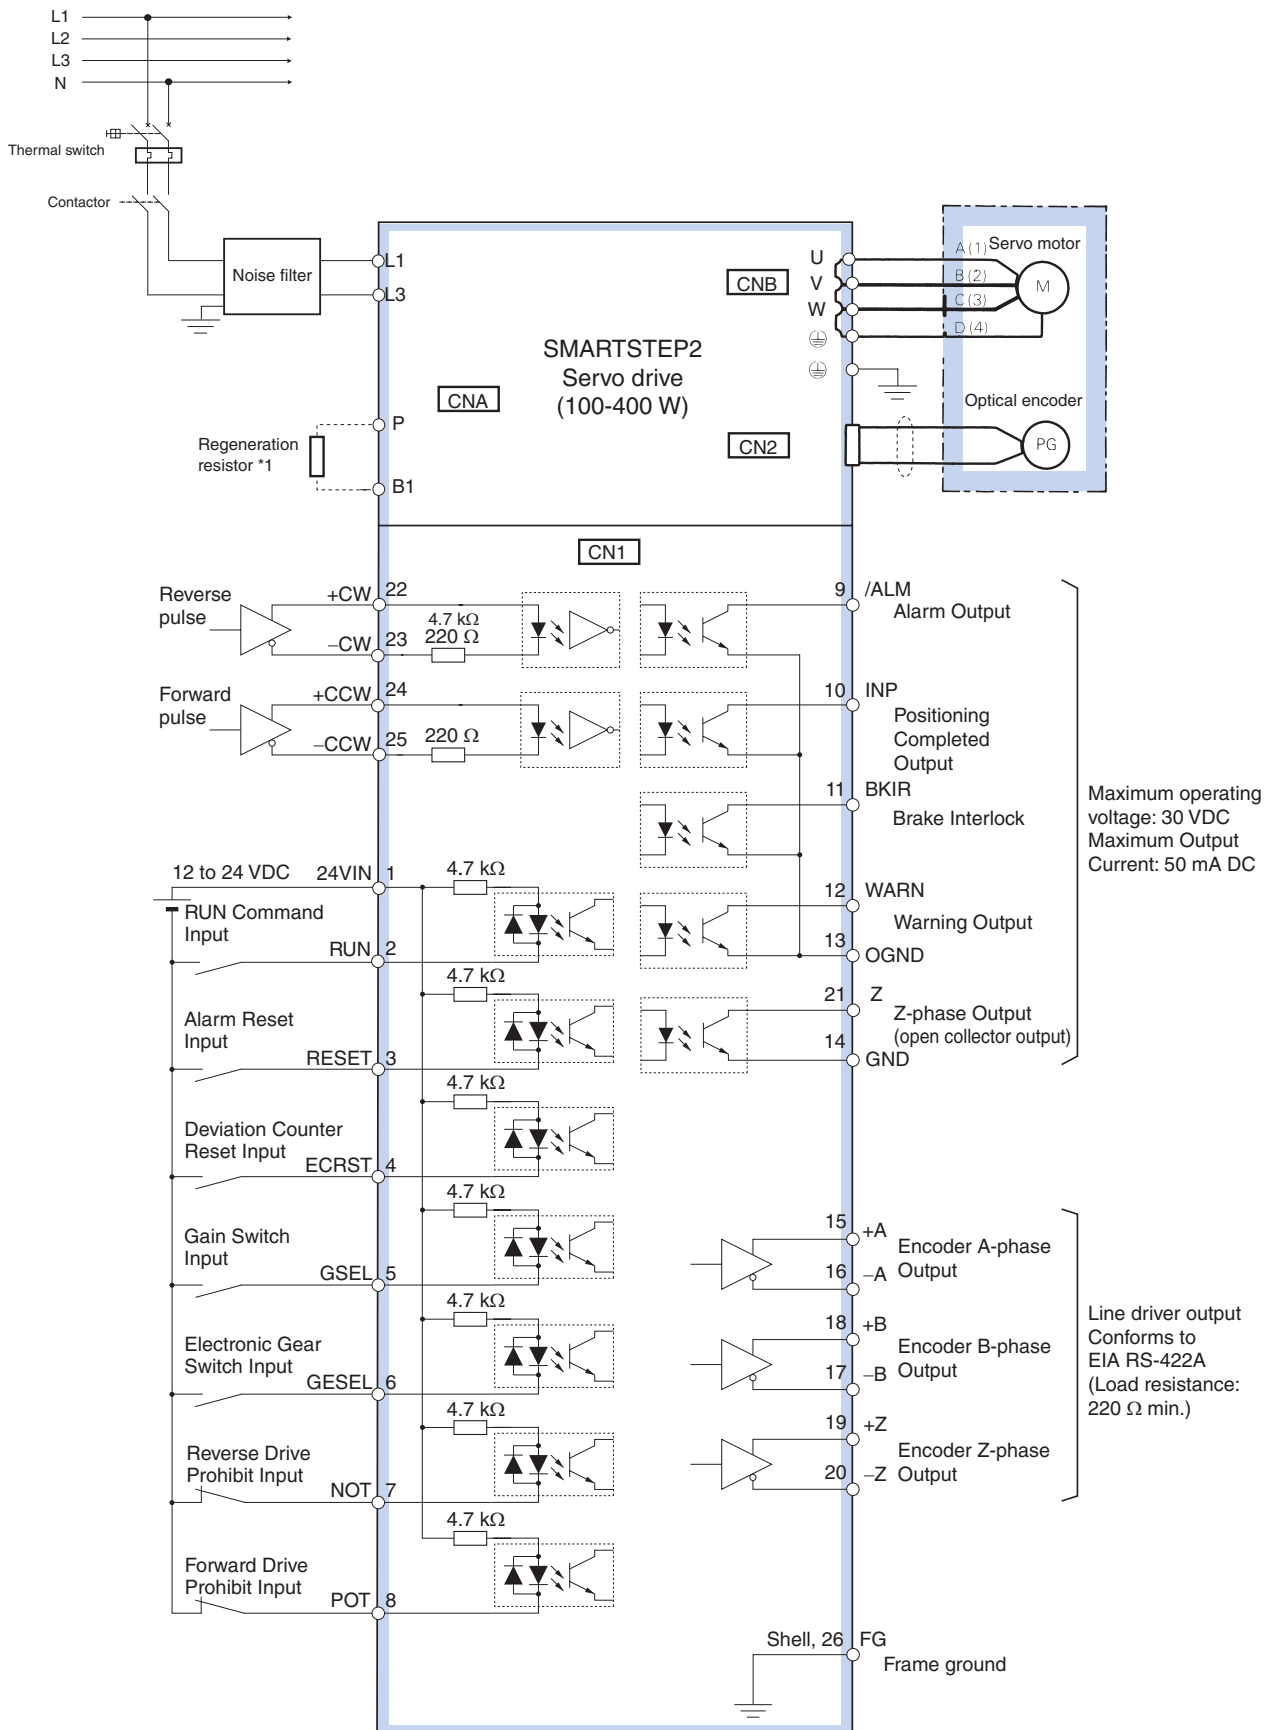 L1
L2
L3
N
Thermal switch
Contactor
Noise filter
L1
L3
SMARTSTEP2
Servo drive
(100-400 W)
CNA
CNB
CN2
U
V
W
A (1)
B (2)
C (3)
D (4)
Servo motor
M
Optical encoder
PG
P
Regeneration
resistor *1
B1
CN1
Reverse
pulse
+CW
22
4.7 kΩ
220 Ω
–CW
23
Forward
pulse
+CCW
24
–CCW
25
220 Ω
9
/ALM
Alarm Output
10
INP
Positioning
Completed
Output
11
BKIR
Brake Interlock
12
WARN
Warning Output
13
OGND
21
Z
Z-phase Output
(open collector output)
14
GND
Maximum operating
voltage: 30 VDC
Maximum Output
Current: 50 mA DC
12 to 24 VDC
24VIN
1
4.7 kΩ
RUN Command
Input
RUN
2
4.7 kΩ
Alarm Reset
Input
RESET
3
4.7 kΩ
Deviation Counter
Reset Input
ECRST
4
4.7 kΩ
Gain Switch
Input
GSEL
5
4.7 kΩ
Electronic Gear
Switch Input
GESEL
6
4.7 kΩ
Reverse Drive
Prohibit Input
NOT
7
4.7 kΩ
Forward Drive
Prohibit Input
POT
8
15
+A
Encoder A-phase
Output
16
–A
18
+B
Encoder B-phase
Output
17
–B
19
+Z
Encoder Z-phase
Output
20
–Z
Line driver output
Conforms to
EIA RS-422A
(Load resistance:
220 Ω min.)
Shell, 26
FG
Frame ground